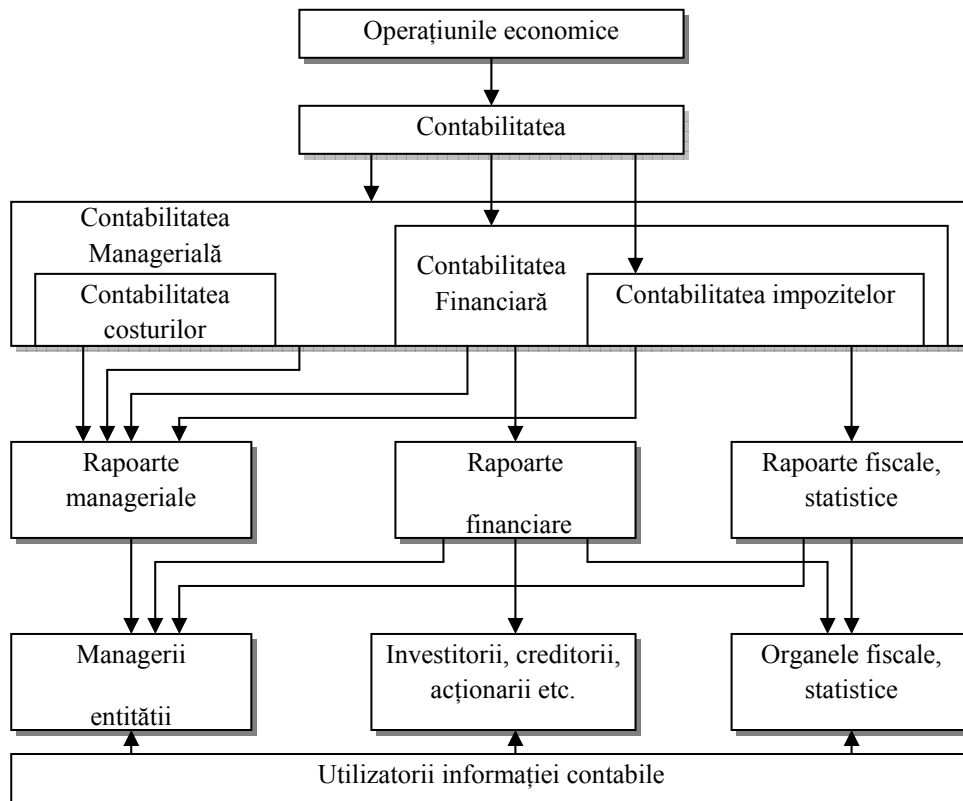 Operațiunile economice
Contabilitatea
Contabilitatea
Managerială
Contabilitatea
costurilor
Contabilitatea
Financiară
Contabilitatea impozitelor
Rapoarte
manageriale
Rapoarte
financiare
Rapoarte fiscale,
statistice
Managerii
entitătii
Investitorii, creditorii,
acționarii etc.
Organele fiscale,
statistice
Utilizatorii informației contabile